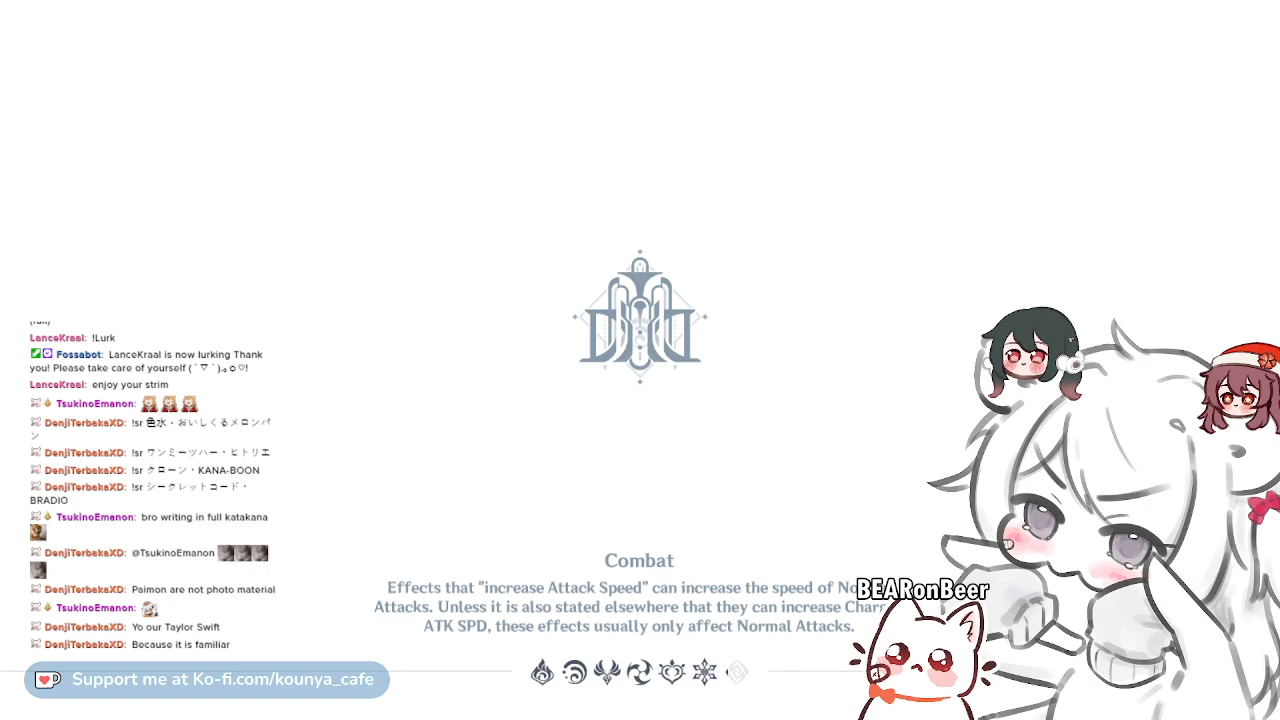 LanceKraal: !Lurk
Fossabot: LanceKraal is now lurking Thank
you! Please take care of yourself
LanceKraal: enjoy your strim
TsukinoEmanon:
DenjiTerbakaXD: !sr 色水・おいしくるメロンパ
ン
DenjiTerbakaXD: !sr ワンミーツハー・ヒトリエ
DenjiTerbakaXD: !sr クローン・KANA-BOON
DenjiTerbakaXD: !sr シークレットコード・
BRADIO
TsukinoEmanon: bro writing in full katakana
DenjiTerbakaXD: @TsukinoEmanon
DenjiTerbakaXD: Paimon are not photo material
TsukinoEmanon:
DenjiTerbakaXD: Yo our Taylor Swift
DenjiTerbakaXD: Because it is familiar
Support me at Ko-fi.com/kounya_cafe
Combat
Effects that "increase Attack Speed" can increase the speed of No
Attacks. Unless it is also stated elsewhere that they can increase Char
ATK SPD, these effects usually only affect Normal Attacks.
BEARonBeer